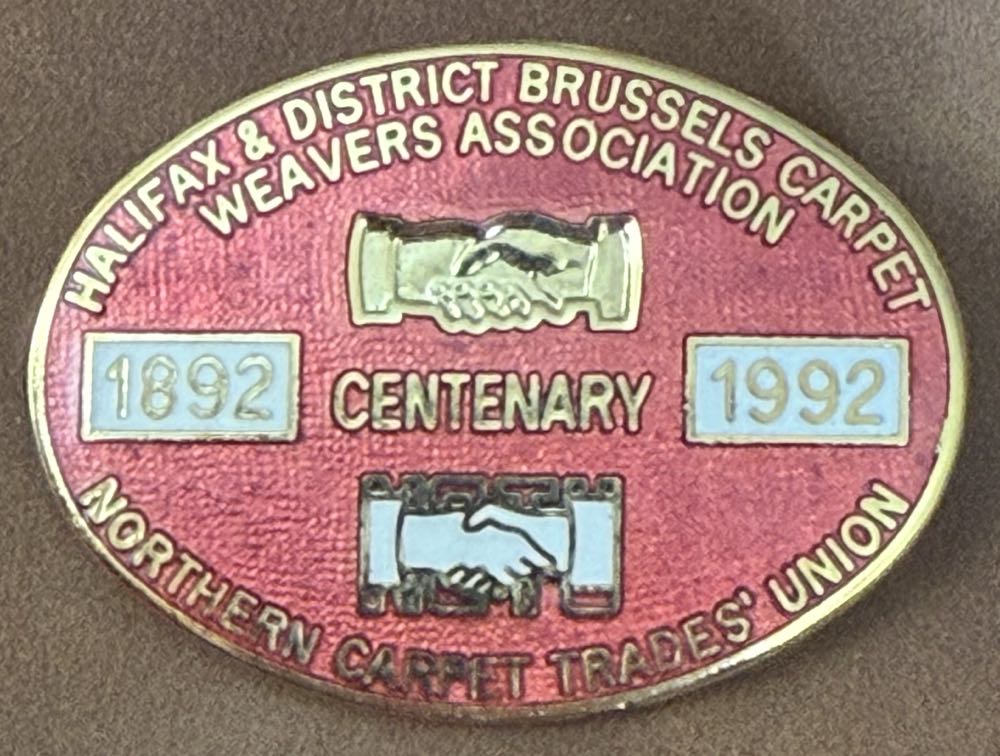 HALIFAX & DISTRICT BRUSSELS CARPET
WEAVERS ASSOCIATION
1892
CENTENARY
1992
NORTHERN CARPET TRADES' UNION